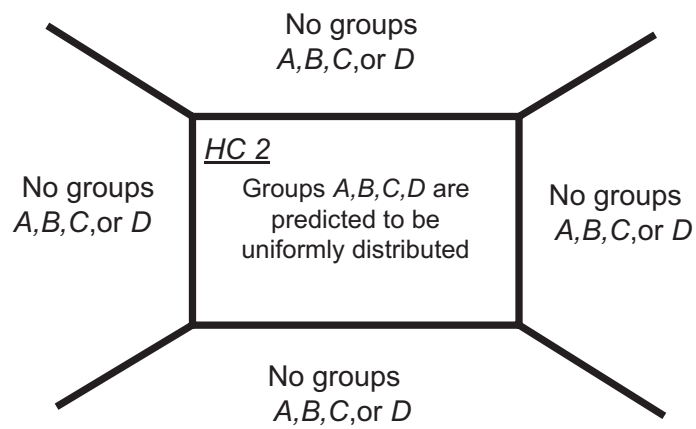 No groups
A,B,C,or D
HC 2
Groups A,B,C,D are
predicted to be
uniformly distributed
No groups
A,B,C,or D
No groups
A,B,C,or D
No groups
A,B,C,or D